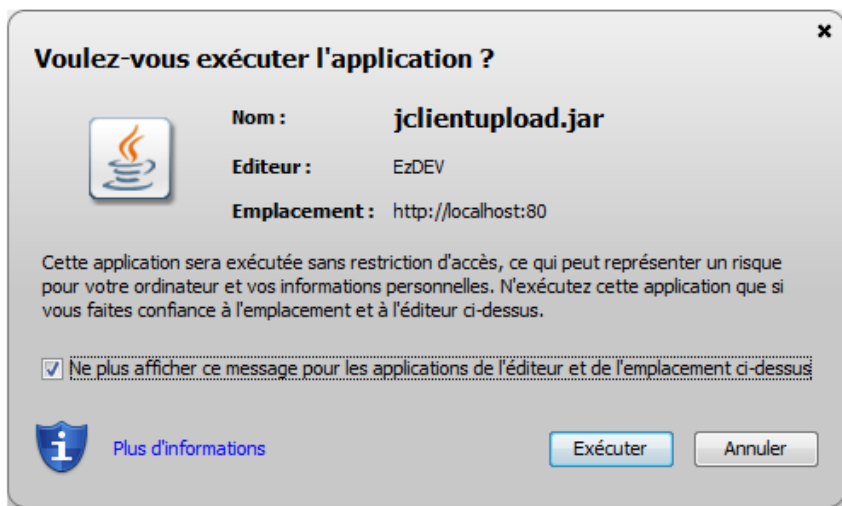 Voulez-vous exécuter l'application ?
Nom : jclientupload.jar
Editeur : EzDEV
Emplacement : http://localhost:80
Cette application sera exécutée sans restriction d'accès, ce qui peut représenter un risque
pour votre ordinateur et vos informations personnelles. N'exécutez cette application que si
vous faites confiance à l'emplacement et à l'éditeur ci-dessus.
Ne plus afficher ce message pour les applications de l'éditeur et de l'emplacement ci-dessus
Plus d'informations
Exécuter
Annuler